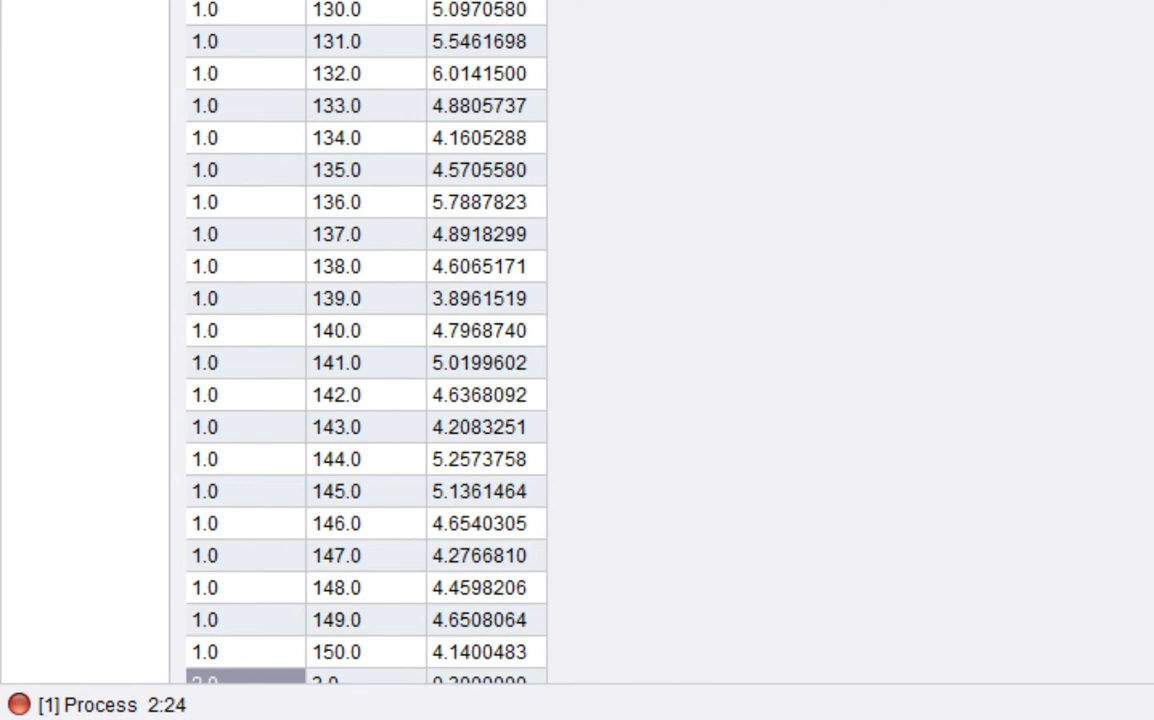 1.0 130.0 5.0970580
1.0 131.0 5.5461698
1.0 132.0 6.0141500
1.0 133.0 4.8805737
1.0 134.0 4.1605288
1.0 135.0 4.5705580
1.0 136.0 5.7887823
1.0 137.0 4.8918299
1.0 138.0 4.6065171
1.0 139.0 3.8961519
1.0 140.0 4.7968740
1.0 141.0 5.0199602
1.0 142.0 4.6368092
1.0 143.0 4.2083251
1.0 144.0 5.2573758
1.0 145.0 5.1361464
1.0 146.0 4.6540305
1.0 147.0 4.2766810
1.0 148.0 4.4598206
1.0 149.0 4.6508064
1.0 150.0 4.1400483
[1] Process 2:24